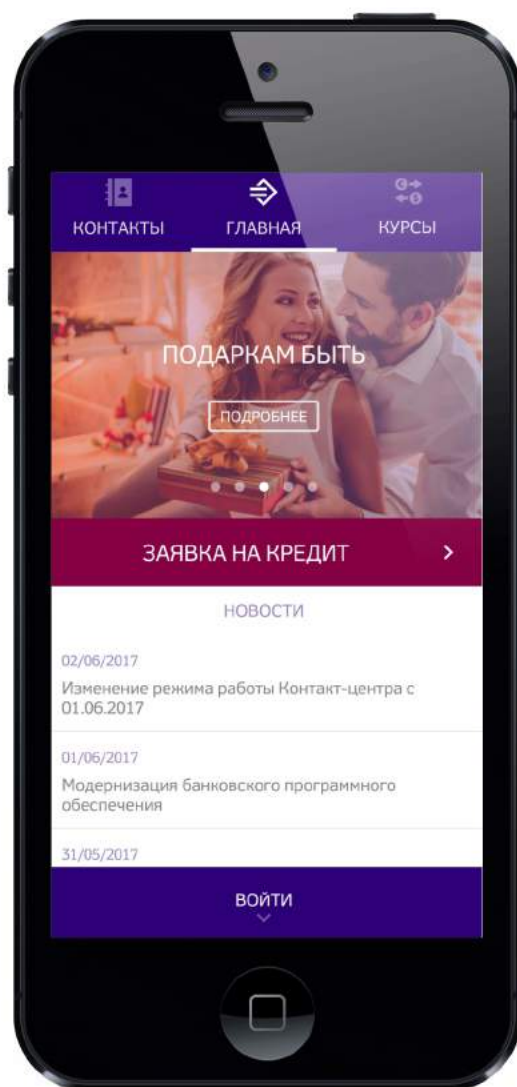 КОНТАКТЫ
ГЛАВНАЯ
КУРСЫ
ПОДАРКАМ БЫТЬ
ПОДРОБНЕЕ
ЗАЯВКА НА КРЕДИТ
НОВОСТИ
02/06/2017
Изменение режима работы Контакт-центра с
01.06.2017
01/06/2017
Модернизация банковского программного
обеспечения
31/05/2017
ВОЙТИ